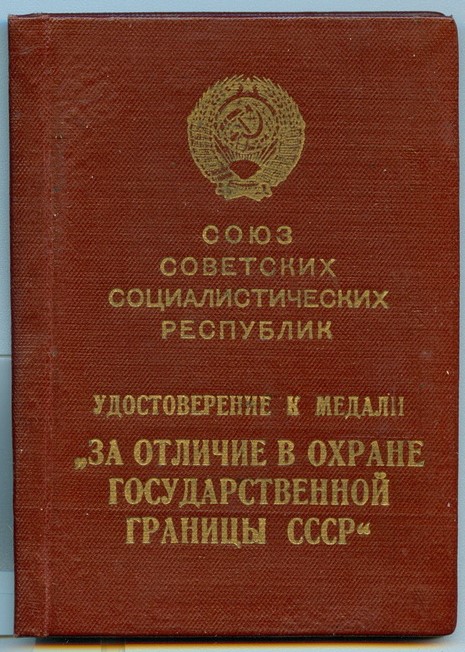 СОЮЗ
СОВЕТСКИХ
СОЦИАЛИСТИЧЕСКИХ
РЕСПУБЛИК
УДОСТОВЕРЕНИЕ К МЕДАЛИ
„ЗА ОТЛИЧИЕ В ОХРАНЕ
ГОСУДАРСТВЕННОЙ
ГРАНИЦЫ СССР“